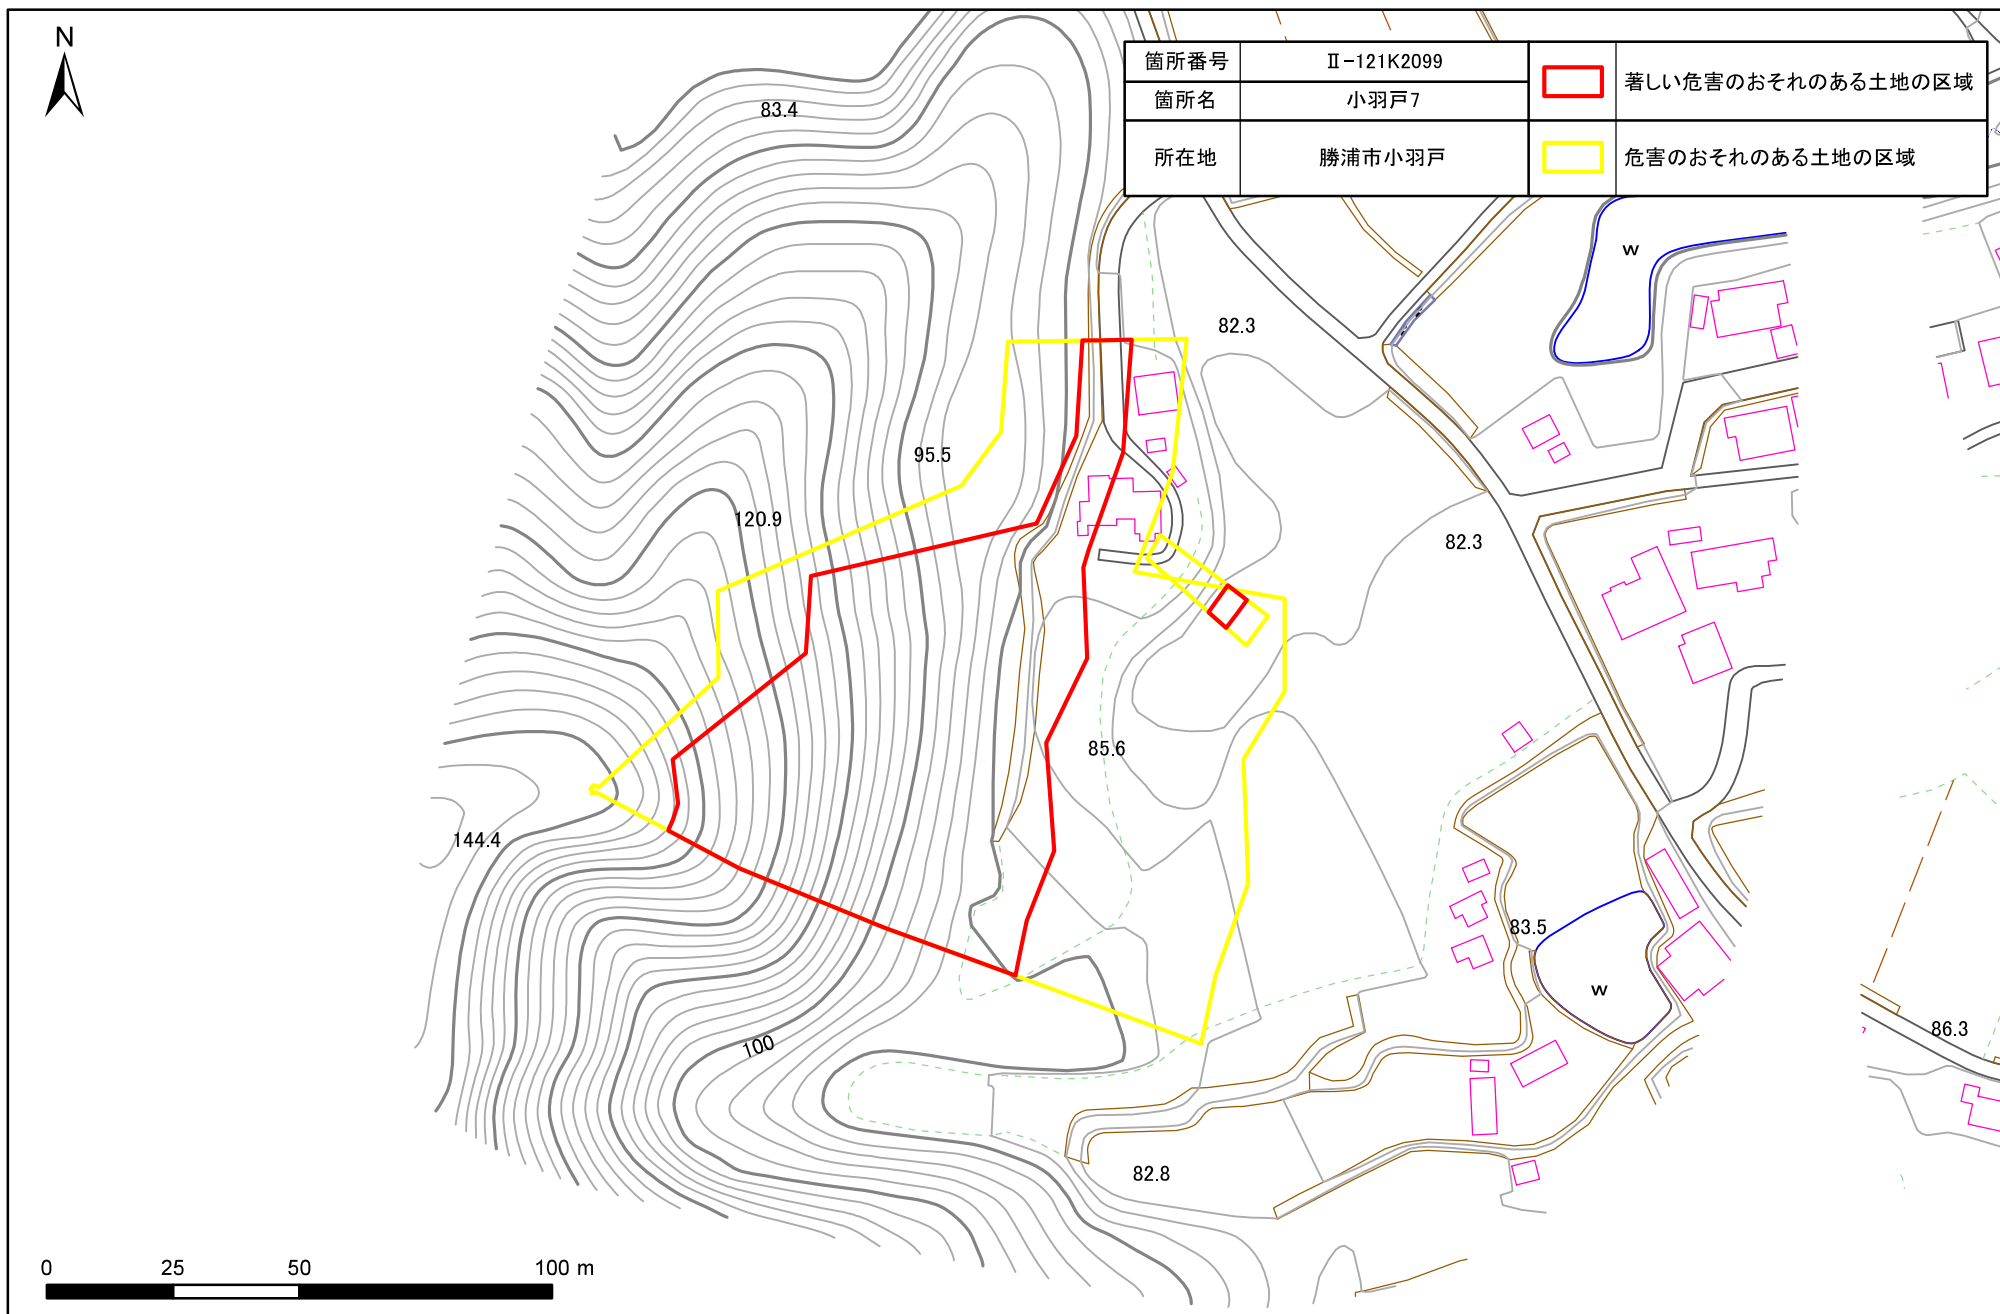 N
箇所番号 Ⅱ-121K2099
箇所名 小羽戸7
所在地 勝浦市小羽戸
著しい危害のおそれのある土地の区域
危害のおそれのある土地の区域
83.4
W
82.3
95.5
120.9
82.3
85.6
144.4
83.5
W
86.3
100
82.8
0 25 50 100 m